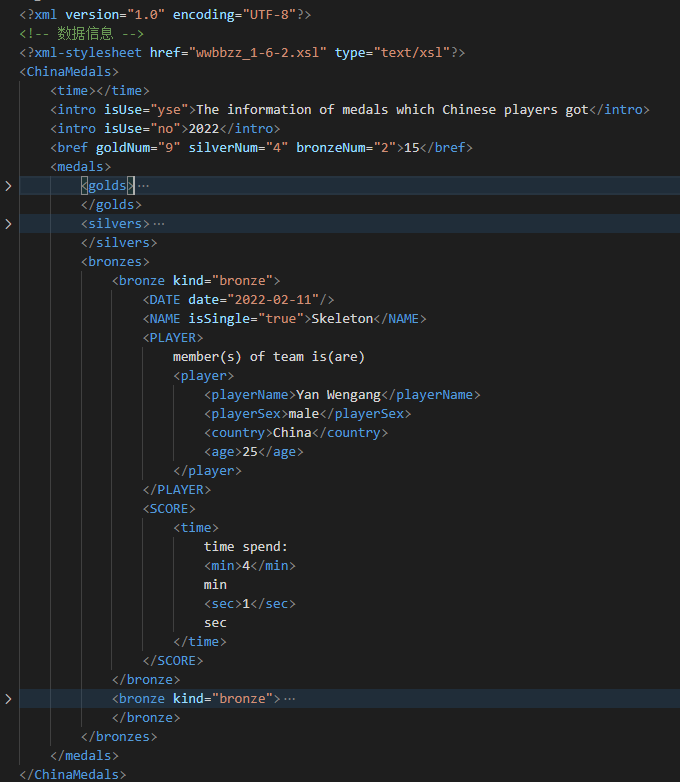 <?xml version="1.0" encoding="UTF-8"?>
<!-- 数据信息 -->
<?xml-stylesheet href="wwbbzz_1-6-2.xsl" type="text/xsl"?>
<ChinaMedals>
<time></time>
<intro isUse="yse">The information of medals which Chinese players got</intro>
<intro isUse="no">2022</intro>
<bref goldNum="9" silverNum="4" bronzeNum="2">15</bref>
<medals>
<golds>…
</golds>
<silvers>…
</silvers>
<bronzes>
<bronze kind="bronze">
<DATE date="2022-02-11"/>
<NAME isSingle="true">Skeleton</NAME>
<PLAYER>
member(s) of team is(are)
<player>
<playerName>Yan Wengang</playerName>
<playerSex>male</playerSex>
<country>China</country>
<age>25</age>
</player>
</PLAYER>
<SCORE>
<time>
time spend:
<min>4</min>
min
<sec>1</sec>
sec
</time>
</SCORE>
</bronze>
<bronze kind="bronze">…
</bronze>
</bronzes>
</medals>
</ChinaMedals>